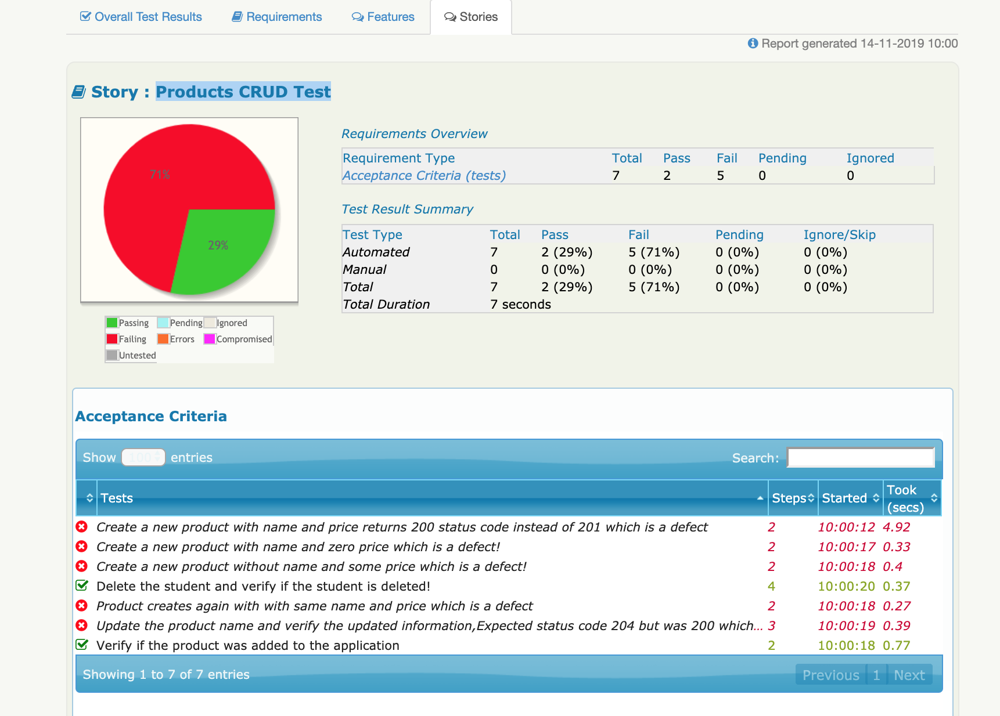 Overall Test Results Requirements Features Stories
Report generated 14-11-2019 10:00
Story : Products CRUD Test
71%
29%
Passing Pending Ignored
Failing Errors Compromised
Untested
Requirements Overview
Requirement Type Total Pass Fail Pending Ignored
Acceptance Criteria (tests) 7 2 5 0 0
Test Result Summary
Test Type Total Pass Fail Pending Ignore/Skip
Automated 7 2 (29%) 5 (71%) 0 (0%) 0 (0%)
Manual 0 0 (0%) 0 (0%) 0 (0%) 0 (0%)
Total 7 2 (29%) 5 (71%) 0 (0%) 0 (0%)
Total Duration 7 seconds
Acceptance Criteria
Show 100 entries Search:
Tests Steps Started Took (secs)
Create a new product with name and price returns 200 status code instead of 201 which is a defect 2 10:00:12 4.92
Create a new product with name and zero price which is a defect! 2 10:00:17 0.33
Create a new product without name and some price which is a defect! 2 10:00:18 0.4
Delete the student and verify if the student is deleted! 4 10:00:20 0.37
Product creates again with with same name and price which is a defect 2 10:00:18 0.27
Update the product name and verify the updated information,Expected status code 204 but was 200 which... 3 10:00:19 0.39
Verify if the product was added to the application 2 10:00:18 0.77
Showing 1 to 7 of 7 entries Previous 1 Next